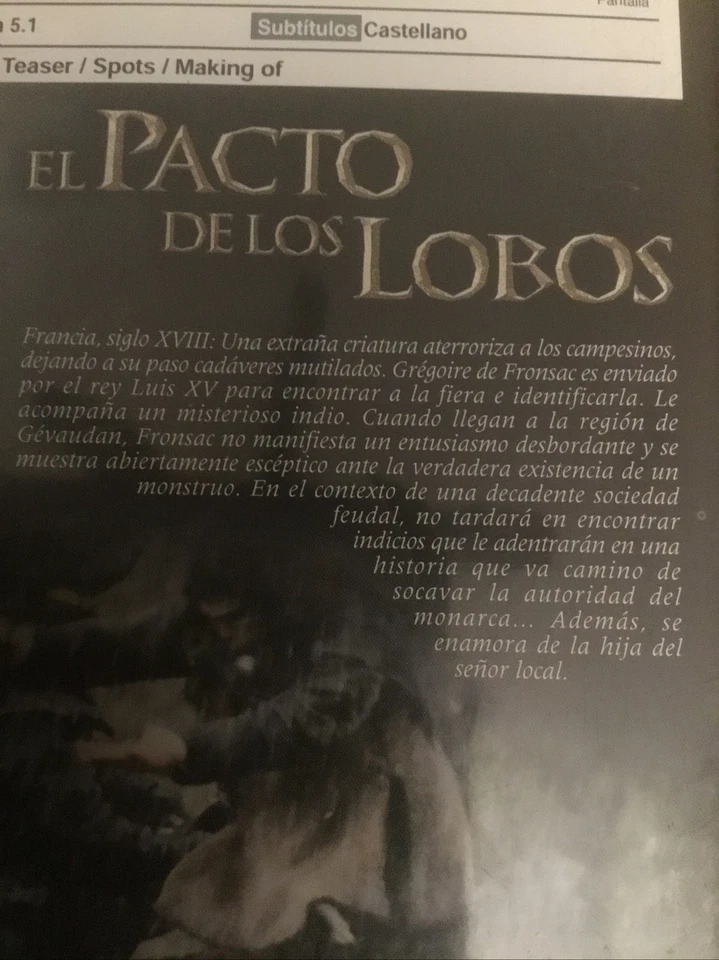 Pantalla
5.1
Subtítulos Castellano
Teaser / Spots / Making of
EL PACTO
DE LOS LOBOS
Francia, siglo XVIII: Una extraña criatura aterroriza a los campesinos,
dejando a su paso cadáveres mutilados. Grégoire de Fronsac es enviado
por el rey Luis XV para encontrar a la fiera e identificarla. Le
acompaña un misterioso indio. Cuando llegan a la región de
Gévaudan, Fronsac no manifiesta un entusiasmo desbordante y se
muestra abiertamente escéptico ante la verdadera existencia de un
monstruo. En el contexto de una decadente sociedad
feudal, no tardará en encontrar
indicios que le adentrarán en una
historia que va camino de
socavar la autoridad del
monarca... Además, se
enamora de la hija del
señor local.